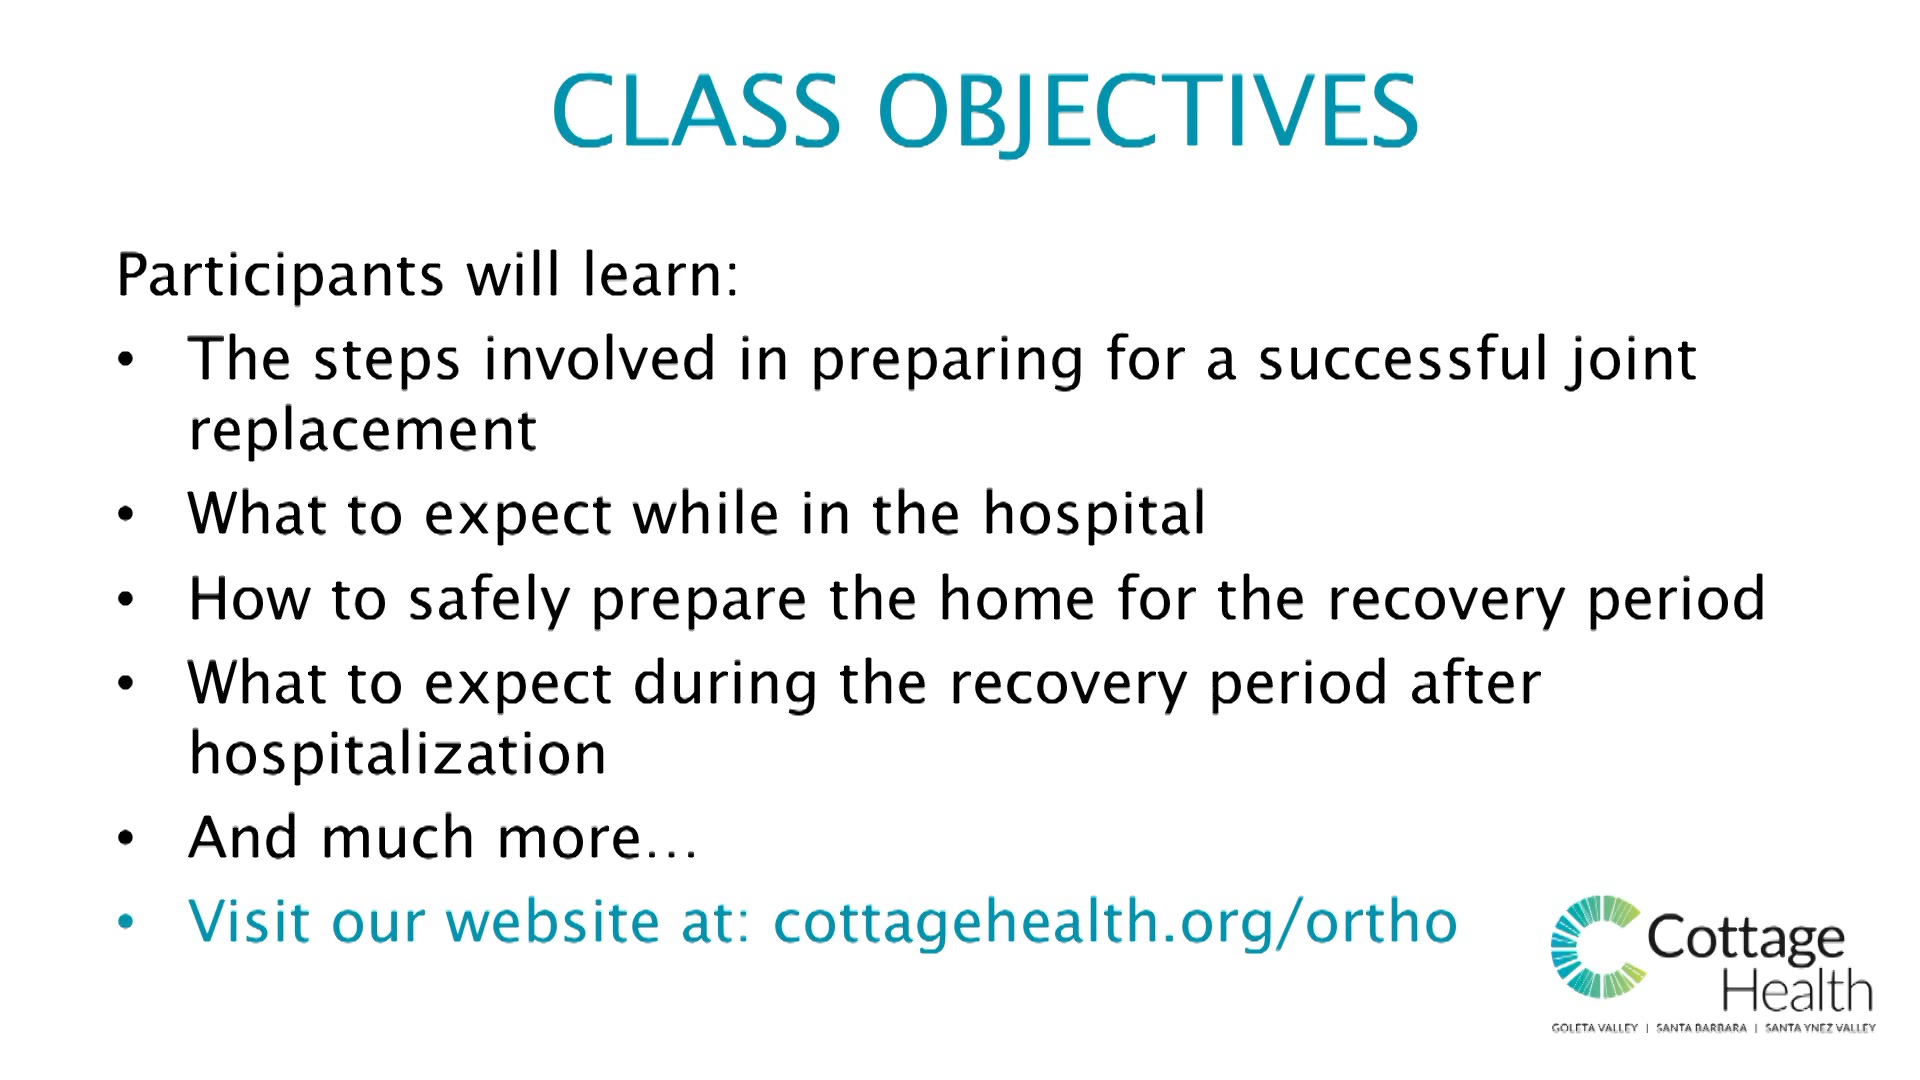 CLASS OBJECTIVES
Participants will learn:
• The steps involved in preparing for a successful joint
replacement
• What to expect while in the hospital
• How to safely prepare the home for the recovery period
• What to expect during the recovery period after
hospitalization
• And much more…
• Visit our website at: cottagehealth.org/ortho
Cottage
Health
GOLETA VALLEY | SANTA BARBARA | SANTA YNEZ VALLEY